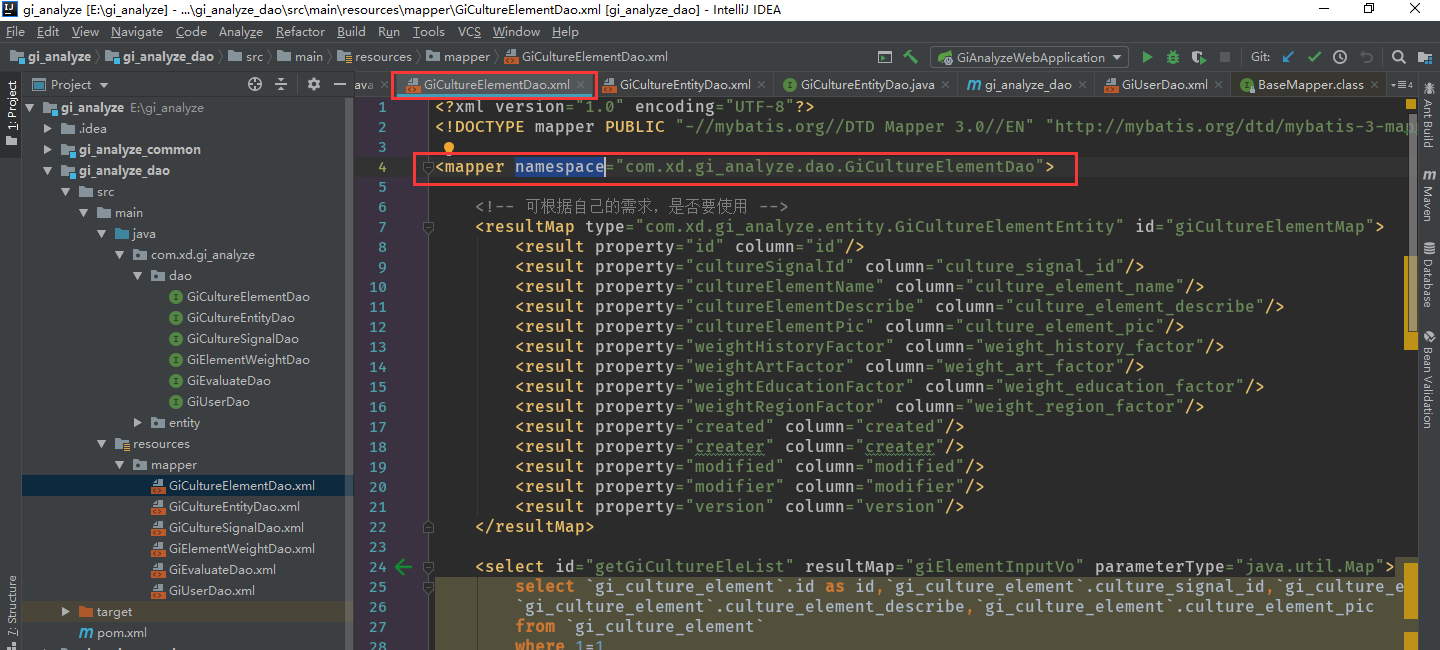 gi_analyze [E:\gi_analyze] - ...\gi_analyze_dao\src\main\resources\mapper\GiCultureElementDao.xml [gi_analyze_dao] - IntelliJ IDEA
File Edit View Navigate Code Analyze Refactor Build Run Tools VCS Window Help
gi_analyze gi_analyze_dao src main resources mapper GiCultureElementDao.xml GiAnalyzeWebApplication Git:
Project java GiCultureElementDao.xml GiCultureEntityDao.xml GiCultureEntityDao.java gi_analyze_dao GiUserDao.xml BaseMapper.class 4
1: Project
7: Structure
gi_analyze E:\gi_analyze
.idea
gi_analyze_common
gi_analyze_dao
src
main
java
com.xd.gi_analyze
dao
GiCultureElementDao
GiCultureEntityDao
GiCultureSignalDao
GiElementWeightDao
GiEvaluateDao
GiUserDao
entity
resources
mapper
GiCultureElementDao.xml
GiCultureEntityDao.xml
GiCultureSignalDao.xml
GiElementWeightDao.xml
GiEvaluateDao.xml
GiUserDao.xml
target
pom.xml
1 <?xml version="1.0" encoding="UTF-8"?>
2 <!DOCTYPE mapper PUBLIC "-//mybatis.org//DTD Mapper 3.0//EN" "http://mybatis.org/dtd/mybatis-3-map
3
4 <mapper namespace="com.xd.gi_analyze.dao.GiCultureElementDao">
5
6 <!-- 可根据自己的需求，是否要使用 -->
7 <resultMap type="com.xd.gi_analyze.entity.GiCultureElementEntity" id="giCultureElementMap">
8 <result property="id" column="id"/>
9 <result property="cultureSignalId" column="culture_signal_id"/>
10 <result property="cultureElementName" column="culture_element_name"/>
11 <result property="cultureElementDescribe" column="culture_element_describe"/>
12 <result property="cultureElementPic" column="culture_element_pic"/>
13 <result property="weightHistoryFactor" column="weight_history_factor"/>
14 <result property="weightArtFactor" column="weight_art_factor"/>
15 <result property="weightEducationFactor" column="weight_education_factor"/>
16 <result property="weightRegionFactor" column="weight_region_factor"/>
17 <result property="created" column="created"/>
18 <result property="creater" column="creater"/>
19 <result property="modified" column="modified"/>
20 <result property="modifier" column="modifier"/>
21 <result property="version" column="version"/>
22 </resultMap>
23
24 <select id="getGiCultureEleList" resultMap="giElementInputVo" parameterType="java.util.Map">
25 select `gi_culture_element`.id as id,`gi_culture_element`.culture_signal_id,`gi_culture_e
26 `gi_culture_element`.culture_element_describe,`gi_culture_element`.culture_element_pic
27 from `gi_culture_element`
28 where 1=1
Ant Build
Maven
Database
Bean Validation